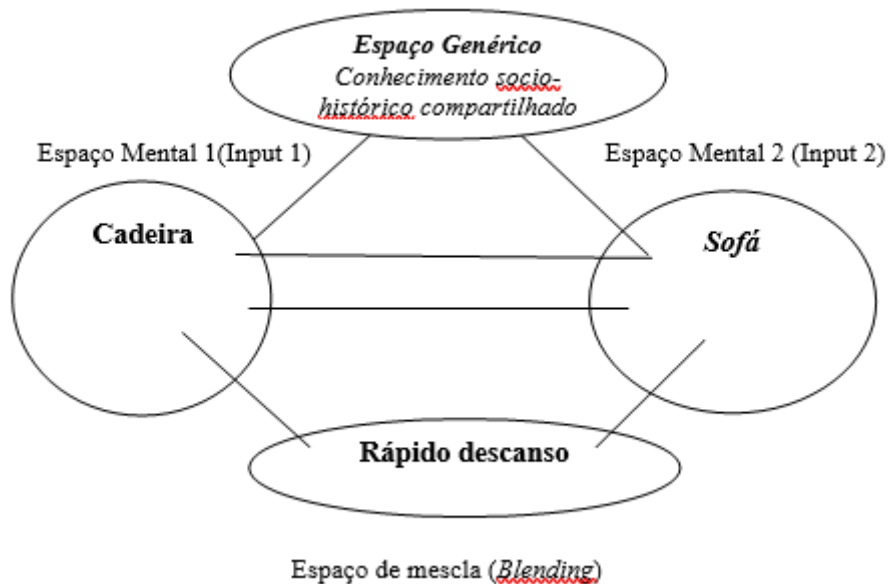 Espaço Genérico
Conhecimento socio-
histórico compartilhado
Espaço Mental 1(Input 1)
Espaço Mental 2 (Input 2)
Cadeira
Sofá
Rápido descanso
Espaço de mescla (Blending)